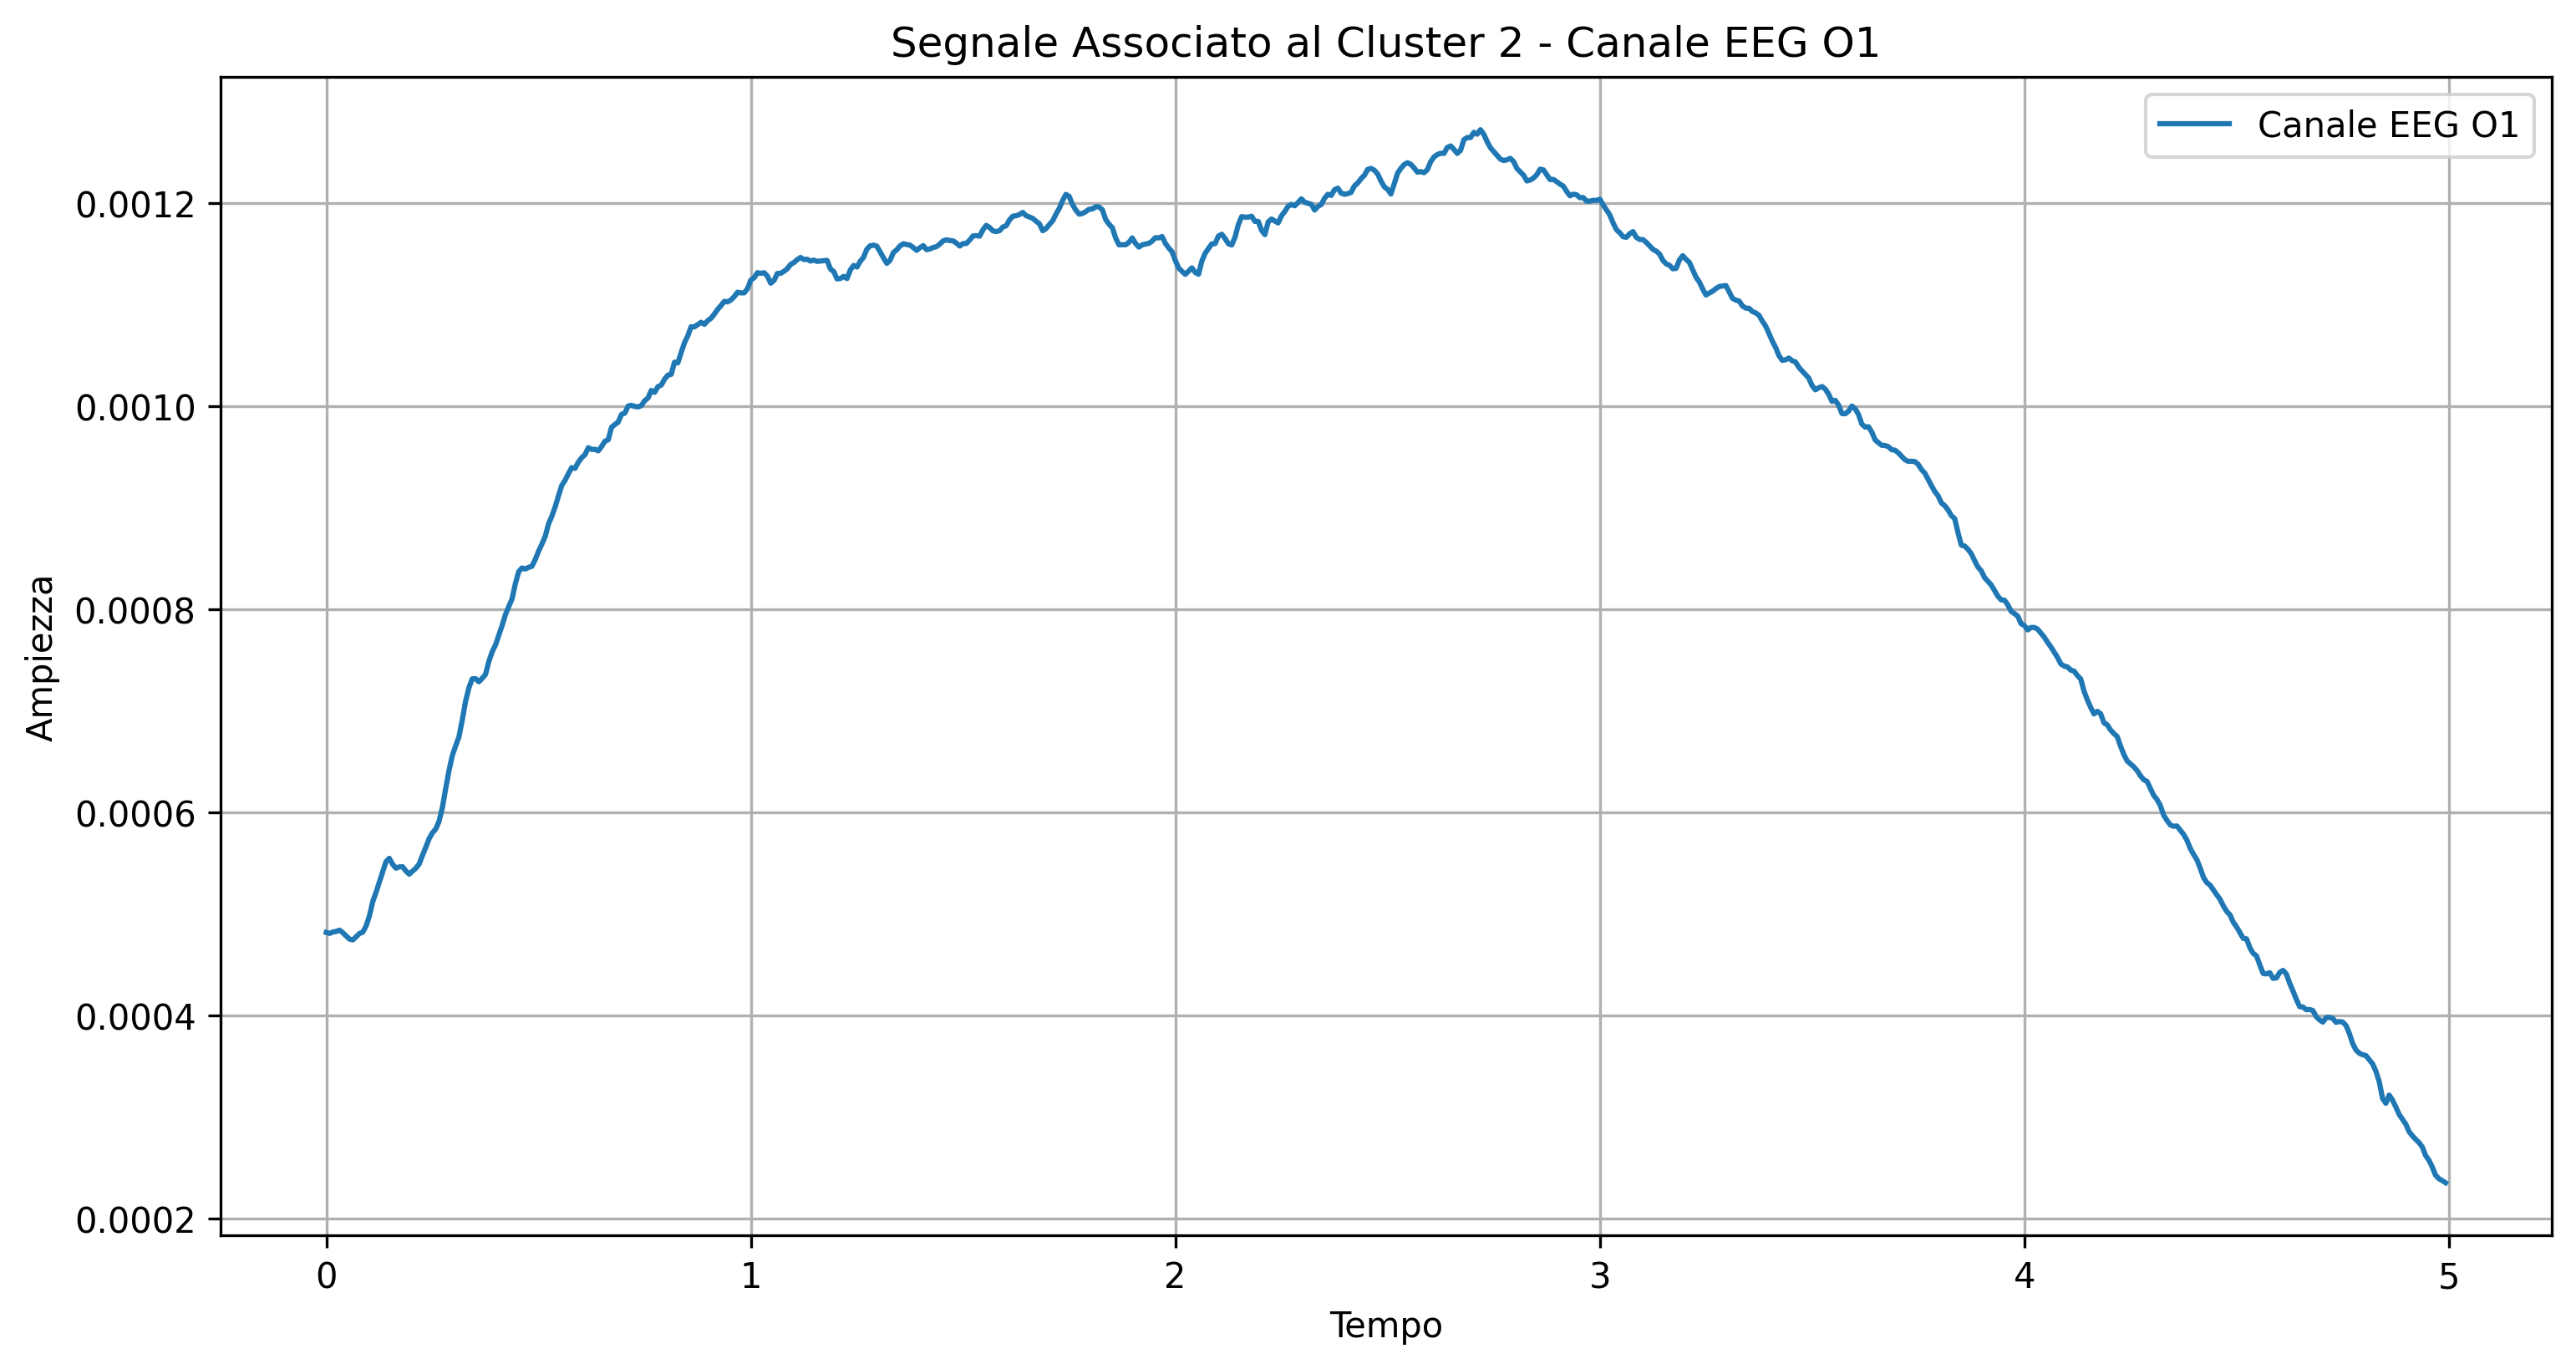 Segnale Associato al Cluster 2 - Canale EEG O1
Canale EEG O1
0.0012
0.0010
0.0008
0.0006
0.0004
0.0002
Ampiezza
0 1 2 3 4 5
Tempo